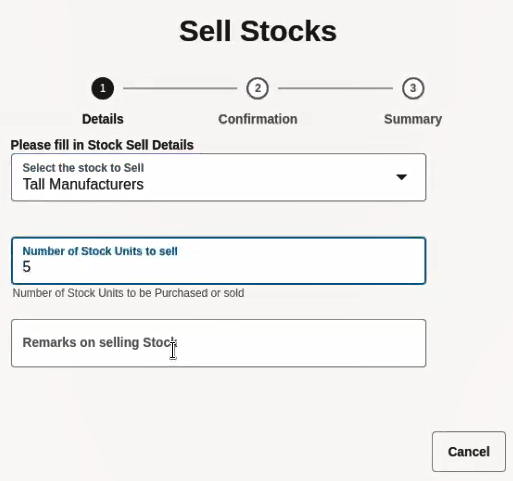 Sell Stocks
1 2 3
Details Confirmation Summary
Please fill in Stock Sell Details
Select the stock to Sell
Tall Manufacturers
Number of Stock Units to sell
5
Number of Stock Units to be Purchased or sold
Remarks on selling Stock
Cancel